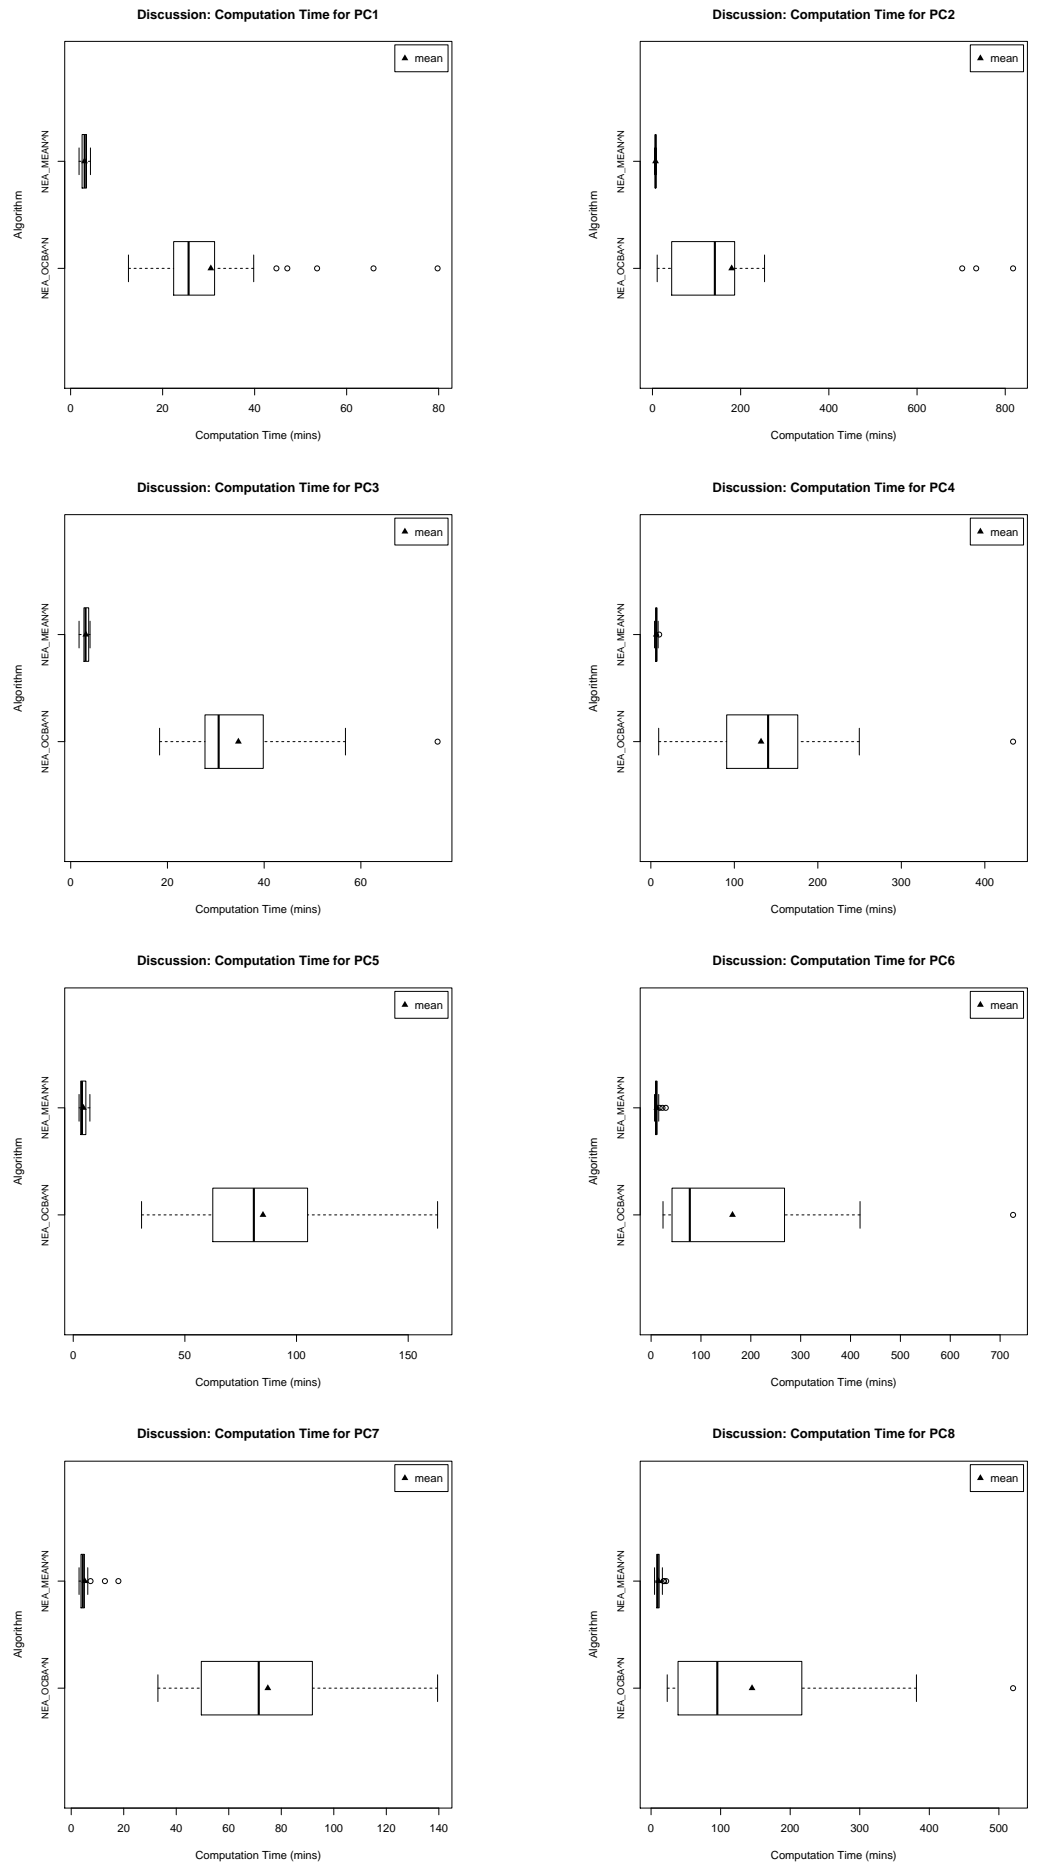 Discussion: Computation Time for PC1
mean
Algorithm
NEA_MEAN^N
NEA_OCBA^N
0 20 40 60 80
Computation Time (mins)
Discussion: Computation Time for PC2
mean
Algorithm
NEA_MEAN^N
NEA_OCBA^N
0 200 400 600 800
Computation Time (mins)
Discussion: Computation Time for PC3
mean
Algorithm
NEA_MEAN^N
NEA_OCBA^N
0 20 40 60
Computation Time (mins)
Discussion: Computation Time for PC4
mean
Algorithm
NEA_MEAN^N
NEA_OCBA^N
0 100 200 300 400
Computation Time (mins)
Discussion: Computation Time for PC5
mean
Algorithm
NEA_MEAN^N
NEA_OCBA^N
0 50 100 150
Computation Time (mins)
Discussion: Computation Time for PC6
mean
Algorithm
NEA_MEAN^N
NEA_OCBA^N
0 100 200 300 400 500 600 700
Computation Time (mins)
Discussion: Computation Time for PC7
mean
Algorithm
NEA_MEAN^N
NEA_OCBA^N
0 20 40 60 80 100 120 140
Computation Time (mins)
Discussion: Computation Time for PC8
mean
Algorithm
NEA_MEAN^N
NEA_OCBA^N
0 100 200 300 400 500
Computation Time (mins)